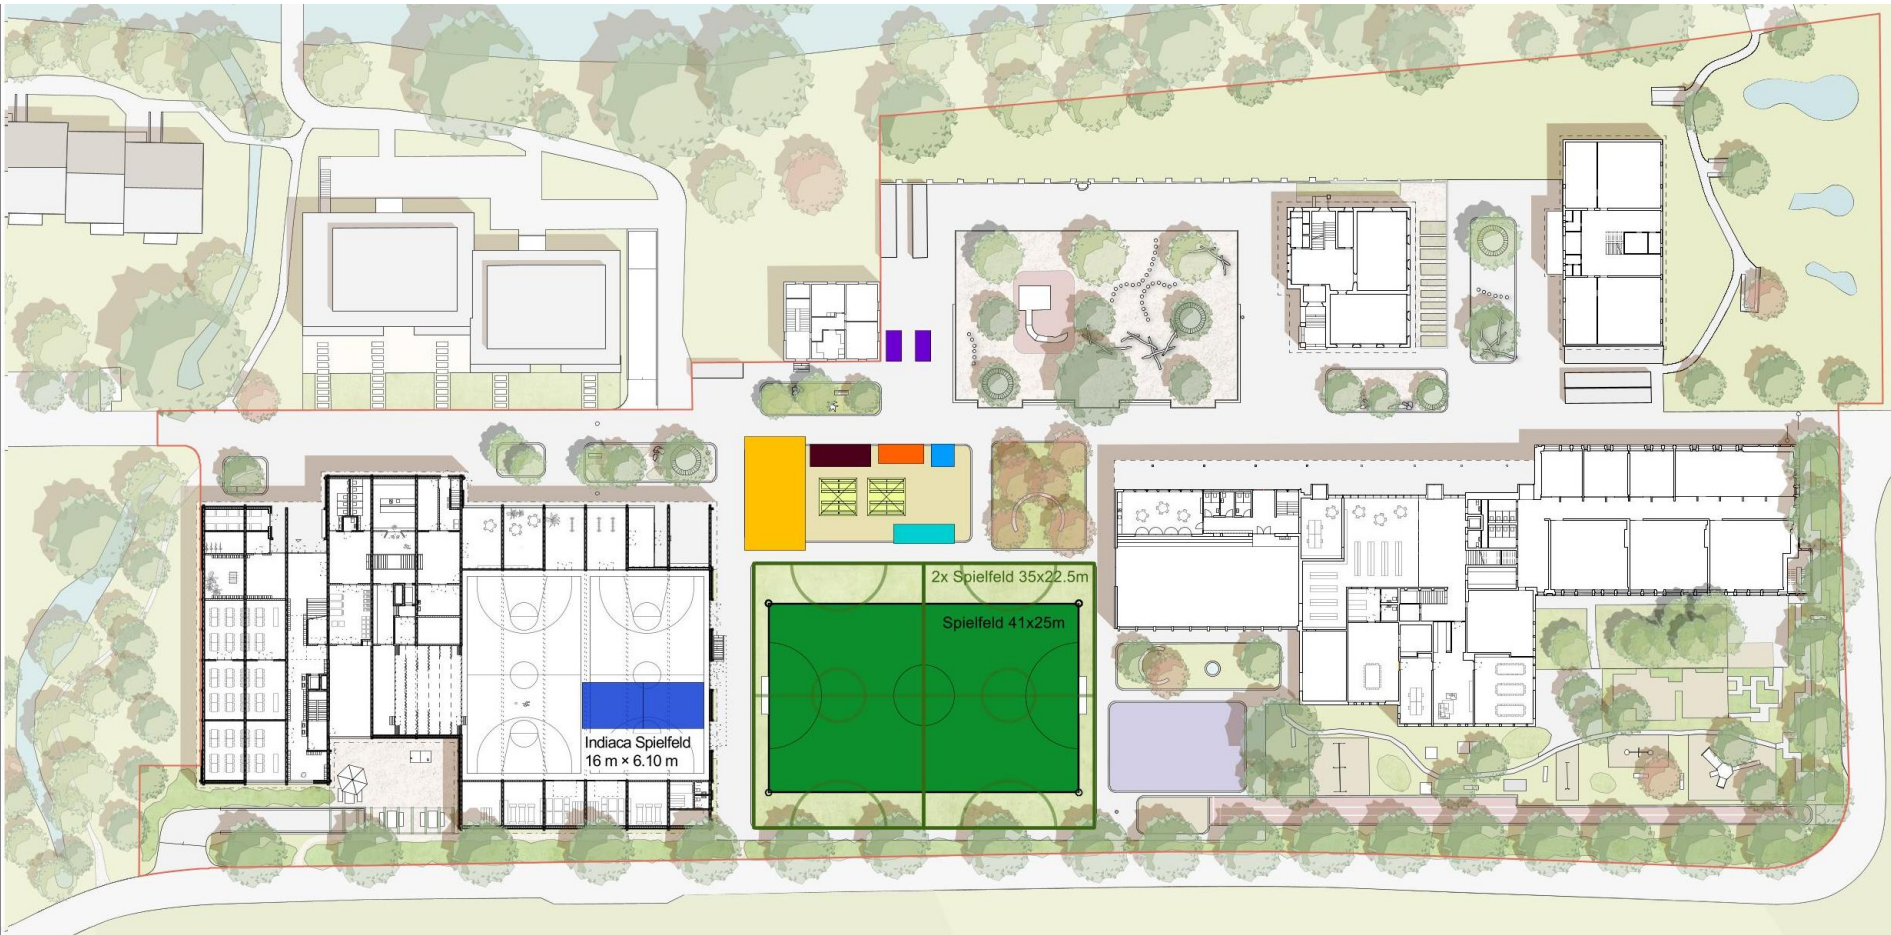 2x Spielfeld 35x22.5m
Spielfeld 41x25m
Indiaca Spielfeld
16 m × 6.10 m